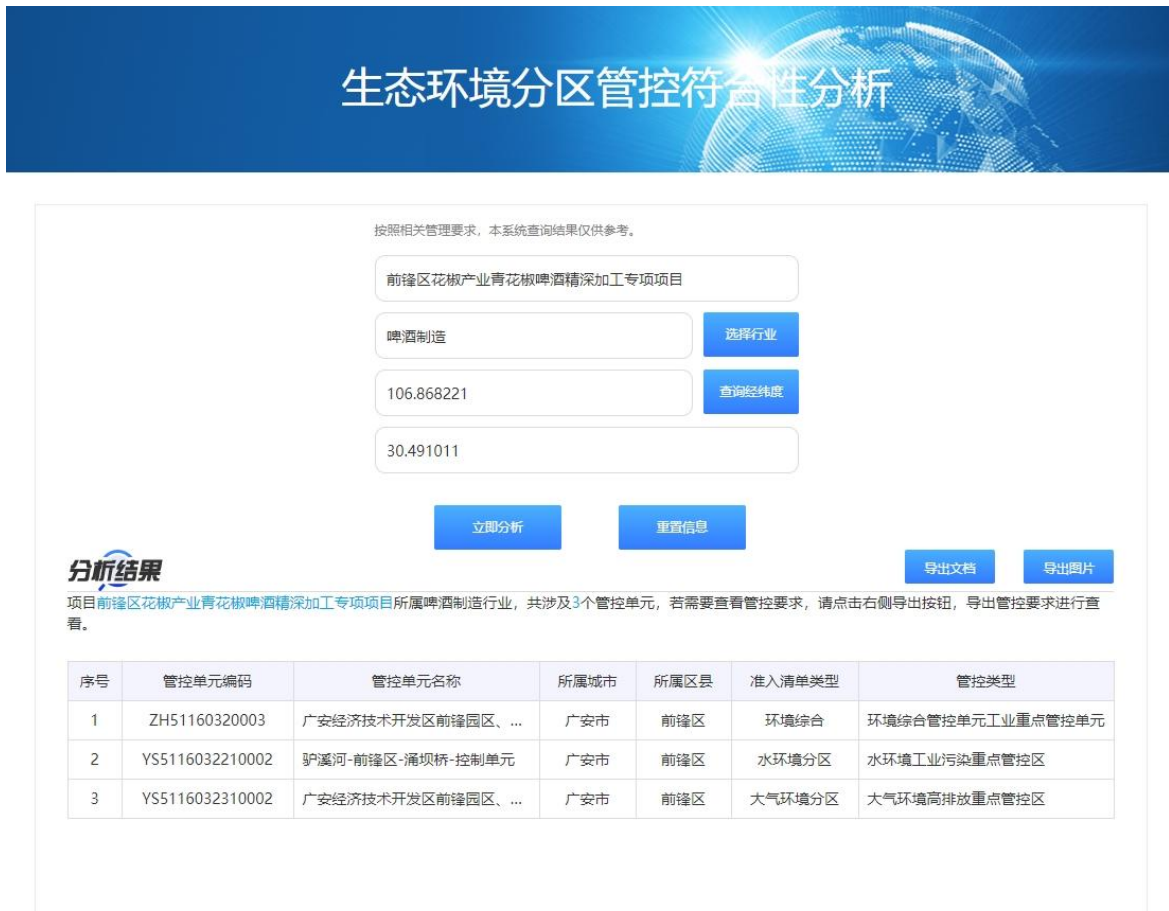 生态环境分区管控符合性分析
按照相关管理要求，本系统查询结果仅供参考。
前锋区花椒产业青花椒啤酒精深加工专项项目
啤酒制造 选择行业
106.868221 查询经纬度
30.491011
立即分析 重置信息
分析结果 导出文档 导出图片
项目前锋区花椒产业青花椒啤酒精深加工专项项目所属啤酒制造行业，共涉及3个管控单元，若需要查看管控要求，请点击右侧导出按钮，导出管控要求进行查
看。
序号 管控单元编码 管控单元名称 所属城市 所属区县 准入清单类型 管控类型
1 ZH51160320003 广安经济技术开发区前锋园区、... 广安市 前锋区 环境综合 环境综合管控单元工业重点管控单元
2 YS5116032210002 驴溪河-前锋区-涌坝桥-控制单元 广安市 前锋区 水环境分区 水环境工业污染重点管控区
3 YS5116032310002 广安经济技术开发区前锋园区、... 广安市 前锋区 大气环境分区 大气环境高排放重点管控区